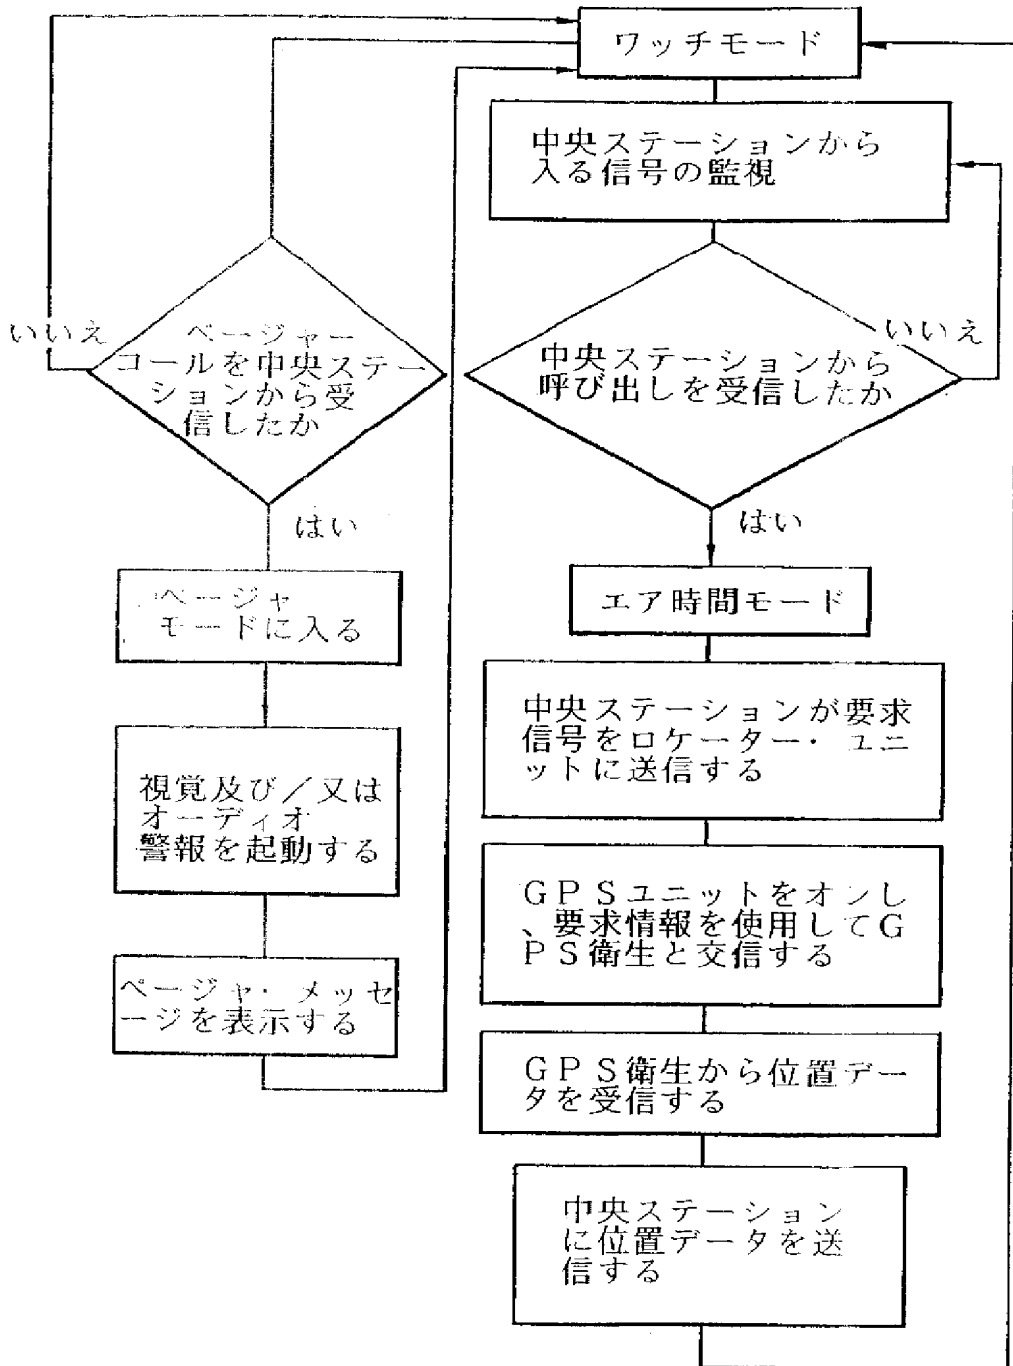 ワッチモード
中央ステーションから
入る信号の監視
いいえ
ページャー
コールを中央ステー
ションから受
信したか
はい
ページャ
モードに入る
視覚及び／又は
オーディオ
警報を起動する
ページャ・メッセ
ージを表示する
いいえ
中央ステーションから
呼び出しを受信したか
はい
エア時間モード
中央ステーションが要求
信号をロケーター・ユニ
ットに送信する
ＧＰＳユニットをオンし
、要求情報を使用してＧ
ＰＳ衛生と交信する
ＧＰＳ衛生から位置デー
タを受信する
中央ステーション
に位置データを送
信する